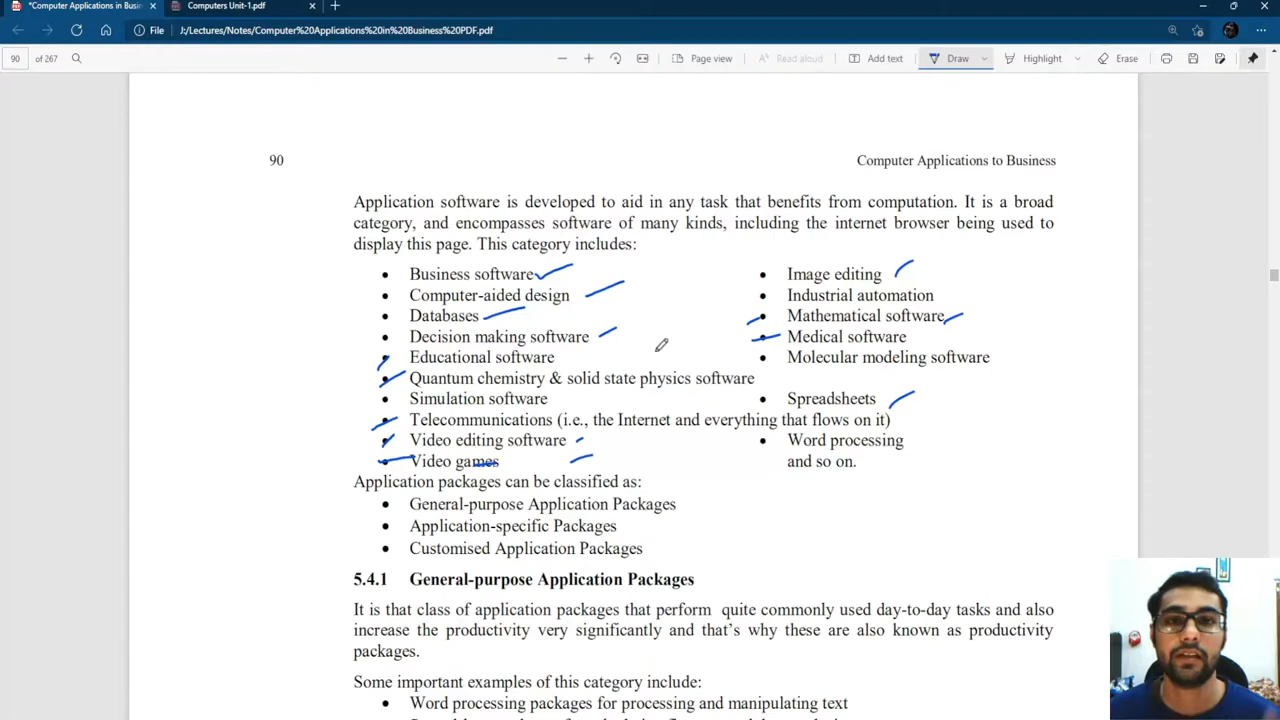 *Computer Applications in Busin
Computers Unit-1.pdf
File
J:/Lectures/Notes/Computer%20Applications%20in%20Business%20PDF.pdf
90 of 267
Page view
Read aloud
Add text
Draw
Highlight
Erase
90
Computer Applications to Business
Application software is developed to aid in any task that benefits from computation. It is a broad
category, and encompasses software of many kinds, including the internet browser being used to
display this page. This category includes:
• Business software
• Image editing
• Computer-aided design
• Industrial automation
• Databases
• Mathematical software
• Decision making software
• Medical software
• Educational software
• Molecular modeling software
• Quantum chemistry & solid state physics software
• Simulation software
• Spreadsheets
• Telecommunications (i.e., the Internet and everything that flows on it)
• Video editing software
• Word processing
• Video games
and so on.
Application packages can be classified as:
• General-purpose Application Packages
• Application-specific Packages
• Customised Application Packages
5.4.1 General-purpose Application Packages
It is that class of application packages that perform quite commonly used day-to-day tasks and also
increase the productivity very significantly and that's why these are also known as productivity
packages.
Some important examples of this category include:
• Word processing packages for processing and manipulating text